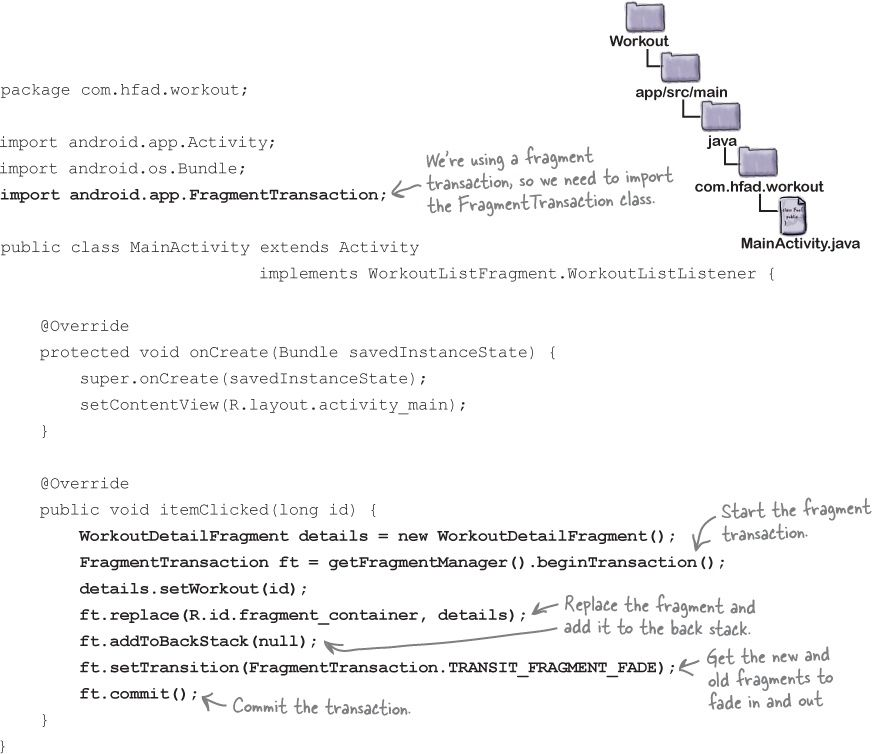 Workout
app/src/main
java
com.hfad.workout
MainActivity.java
package com.hfad.workout;
import android.app.Activity;
import android.os.Bundle;
import android.app.FragmentTransaction;
We're using a fragment
transaction, so we need to import
the FragmentTransaction class.
public class MainActivity extends Activity
implements WorkoutListFragment.WorkoutListListener {
@Override
protected void onCreate(Bundle savedInstanceState) {
super.onCreate(savedInstanceState);
setContentView(R.layout.activity_main);
}
@Override
public void itemClicked(long id) {
WorkoutDetailFragment details = new WorkoutDetailFragment();
FragmentTransaction ft = getFragmentManager().beginTransaction();
Start the fragment
transaction.
details.setWorkout(id);
ft.replace(R.id.fragment_container, details);
ft.addToBackStack(null);
Replace the fragment and
add it to the back stack.
ft.setTransition(FragmentTransaction.TRANSIT_FRAGMENT_FADE);
Get the new and
old fragments to
fade in and out
ft.commit();
Commit the transaction.
}
}